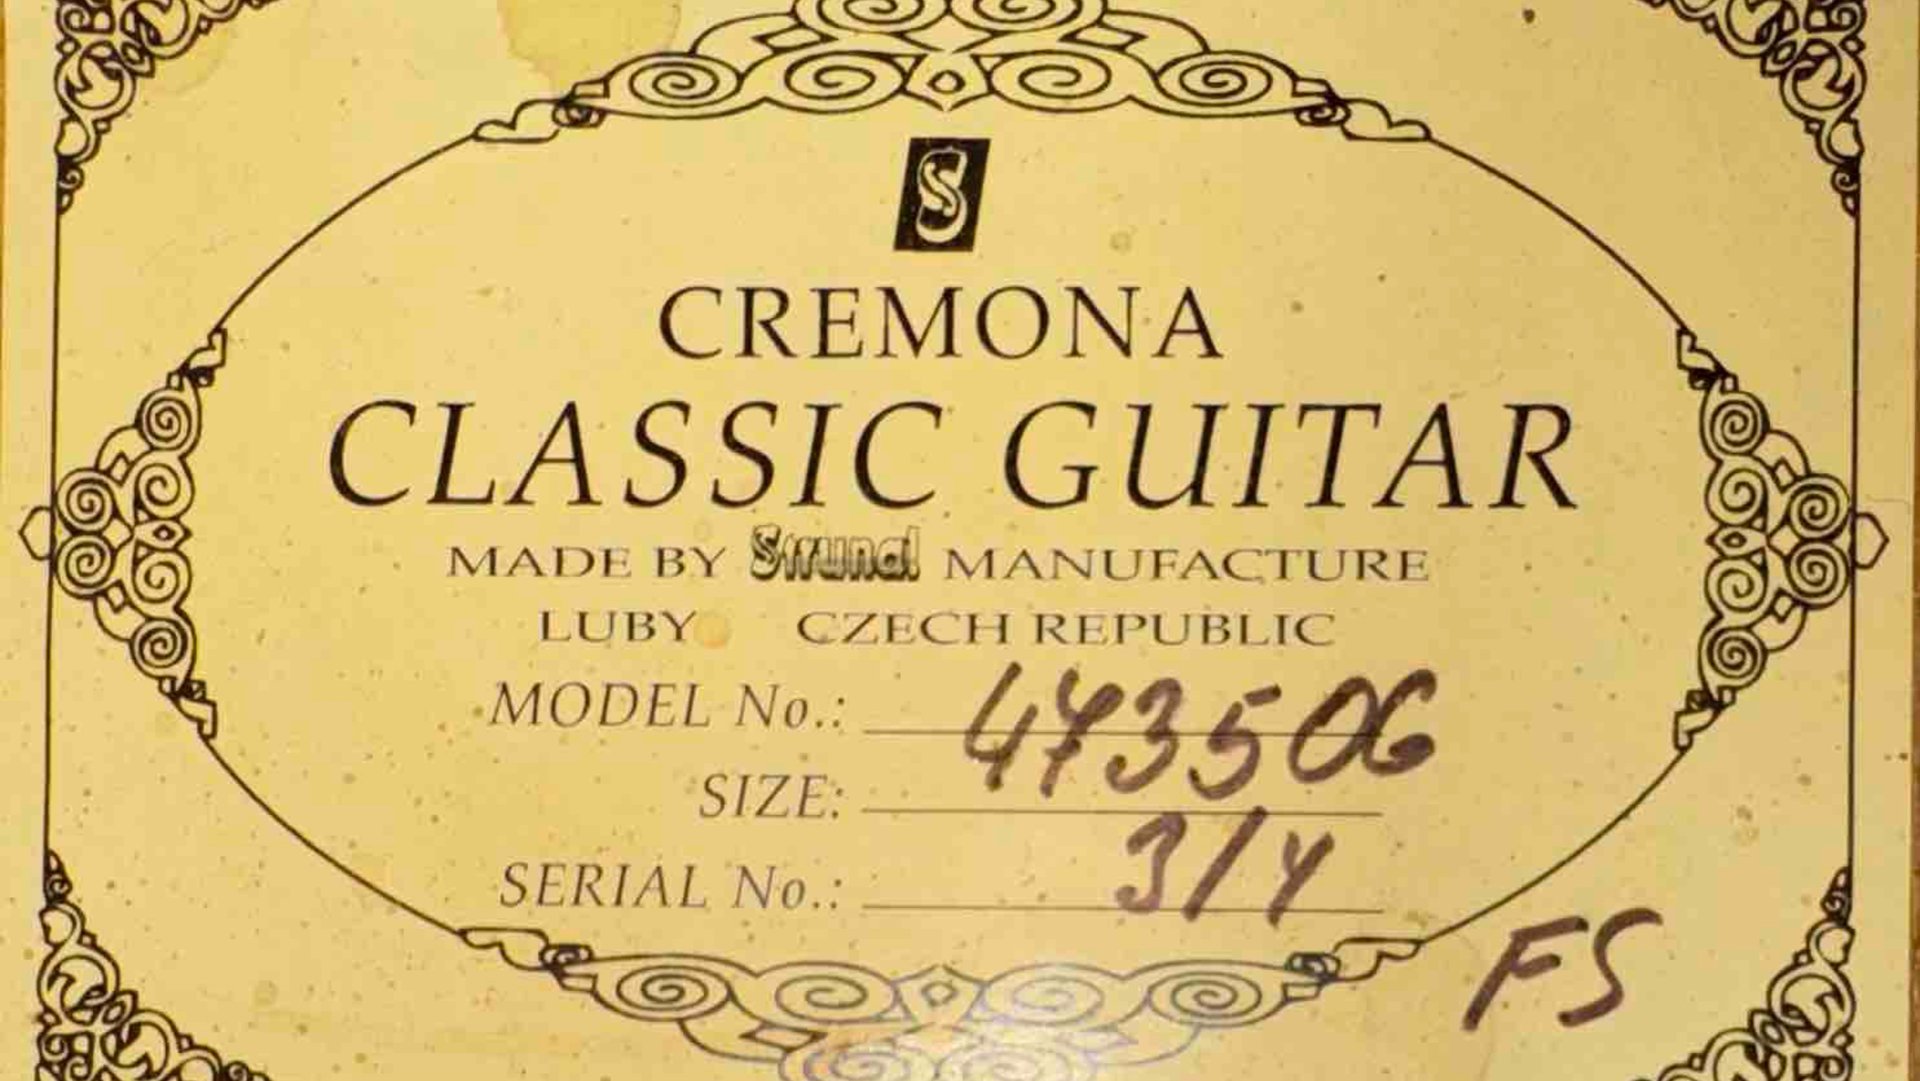 S
CREMONA
CLASSIC GUITAR
MADE BY Strunal MANUFACTURE
LUBY CZECH REPUBLIC
MODEL No.: 4735OG
SIZE:
SERIAL No.: 3/4
FS